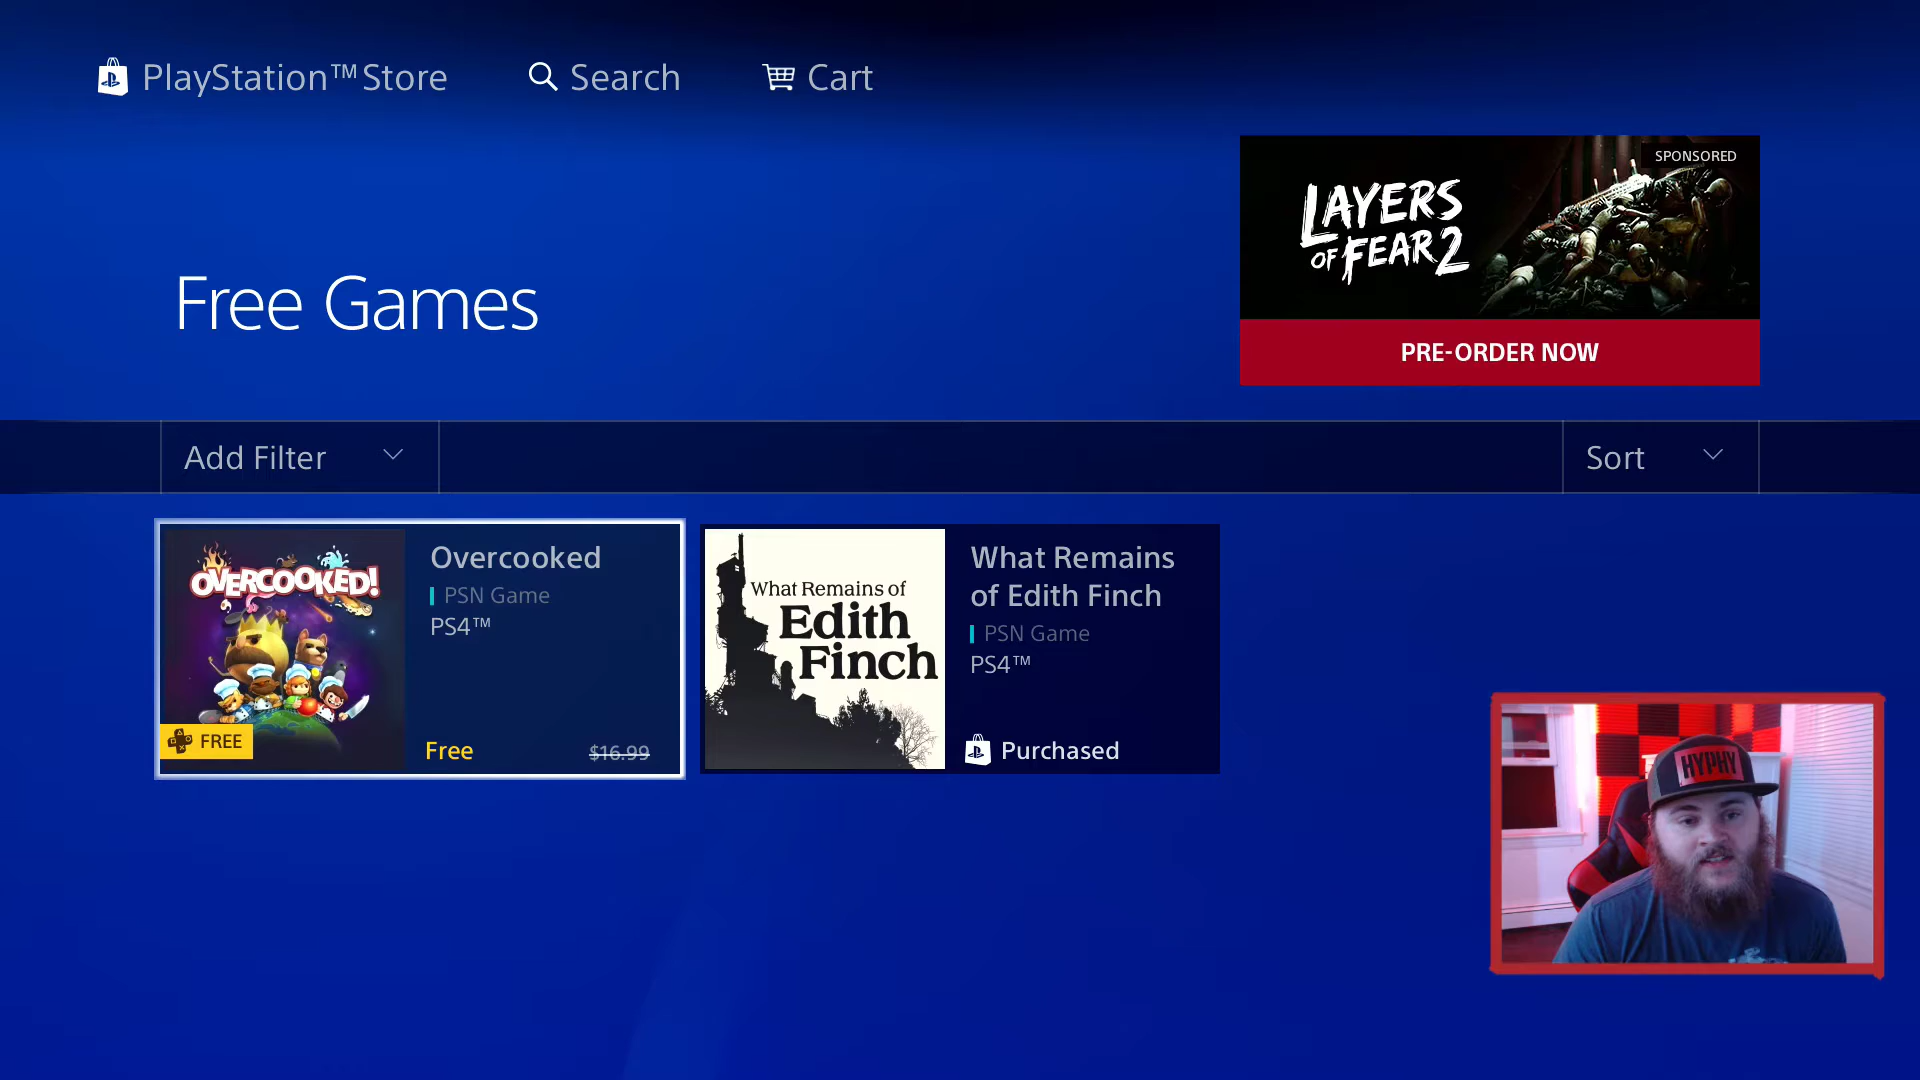 PlayStation™Store
Search
Cart
SPONSORED
LAYERS
OF FEAR 2
PRE-ORDER NOW
Free Games
Add Filter
Sort
OVERCOOKED!
FREE
Overcooked
PSN Game
PS4™
Free
$16.99
What Remains of
Edith
Finch
What Remains
of Edith Finch
PSN Game
PS4™
Purchased
HYPHY